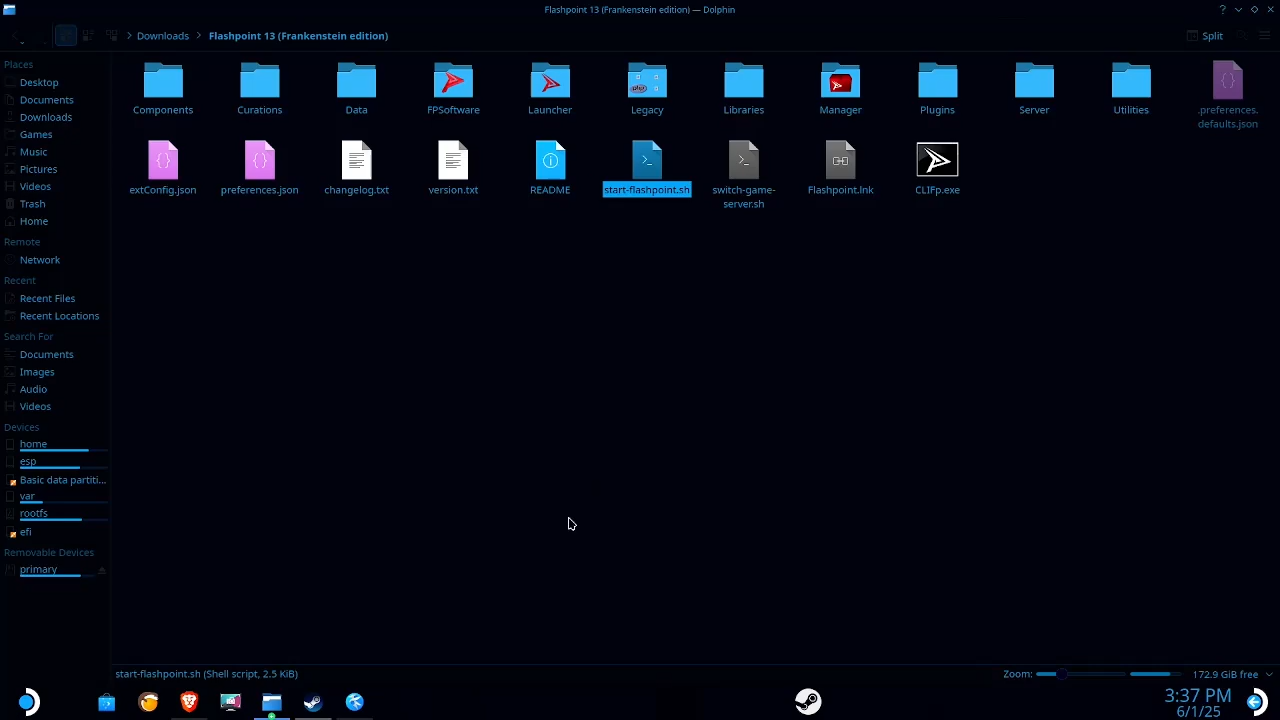 Flashpoint 13 (Frankenstein edition) — Dolphin
Downloads
Flashpoint 13 (Frankenstein edition)
Split
Places
Desktop
Documents
Downloads
Games
Music
Pictures
Videos
Trash
Home
Remote
Network
Recent
Recent Files
Recent Locations
Search For
Documents
Images
Audio
Videos
Devices
home
esp
Basic data partiti...
var
rootfs
efi
Removable Devices
primary
Components
Curations
Data
FPSoftware
Launcher
Legacy
Libraries
Manager
Plugins
Server
Utilities
.preferences.
defaults.json
extConfig.json
preferences.json
changelog.txt
version.txt
README
start-flashpoint.sh
switch-game-
server.sh
Flashpoint.lnk
CLIFp.exe
start-flashpoint.sh (Shell script, 2.5 KiB)
Zoom:
172.9 GiB free
3:37 PM
6/1/25